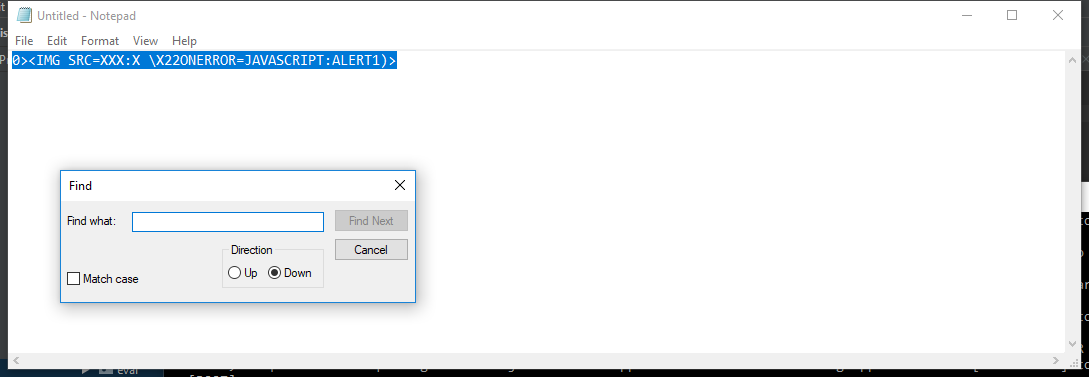 Untitled - Notepad
File Edit Format View Help
0><IMG SRC=XXX:X \X22ONERROR=JAVASCRIPT:ALERT1)>
Find
Find what:
Find Next
Direction
Cancel
Up Down
Match case
eval